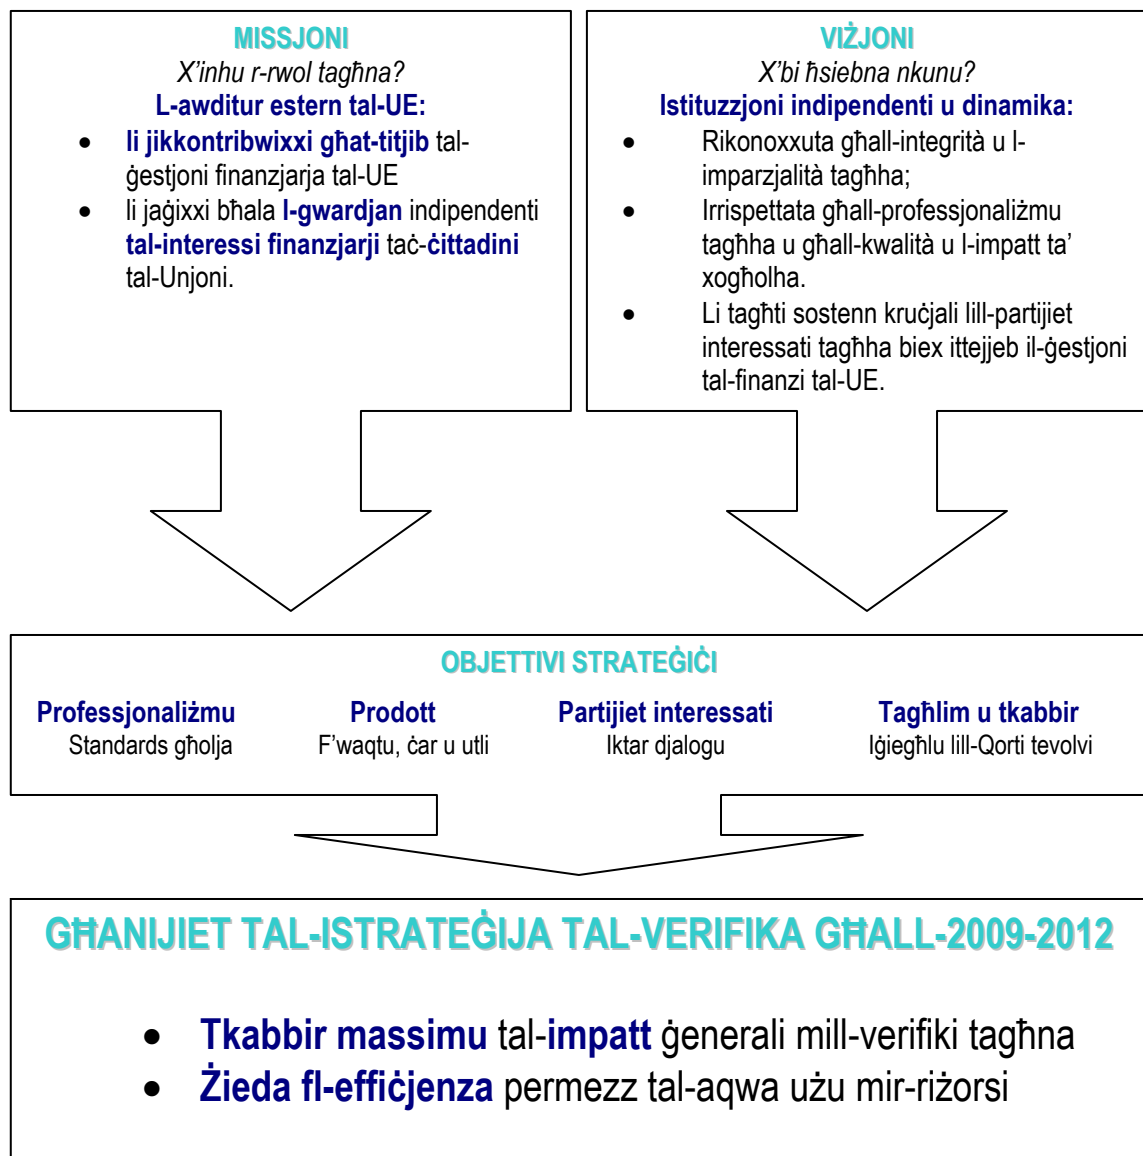 MISSJONI
X'inhu r-rwol tagħna?
L-awditur estern tal-UE:
● li jikkontribwixxi għat-titjib tal-
ġestjoni finanzjarja tal-UE
● li jaġixxi bħala l-gwardjan indipendenti
tal-interessi finanzjarji taċ-ċittadini
tal-Unjoni.
VIŻJONI
X'bi ħsiebna nkunu?
Istituzzjoni indipendenti u dinamika:
● Rikonoxxuta għall-integrità u l-
imparzjalità tagħha;
● Irrispettata għall-professjonaliżmu
tagħha u għall-kwalità u l-impatt ta'
xogħolha.
● Li tagħti sostenn kruċjali lill-partijiet
interessati tagħha biex ittejjeb il-ġestjoni
tal-finanzi tal-UE.
OBJETTIVI STRATEĠIĊI
Professjonaliżmu
Standards għolja
Prodott
F'waqtu, ċar u utli
Partijiet interessati
Iktar djalogu
Tagħlim u tkabbir
Iġiegħlu lill-Qorti tevolvi
GĦANIJIET TAL-ISTRATEĠIJA TAL-VERIFIKA GĦALL-2009-2012
● Tkabbir massimu tal-impatt ġenerali mill-verifiki tagħna
● Żieda fl-effiċjenza permezz tal-aqwa użu mir-riżorsi